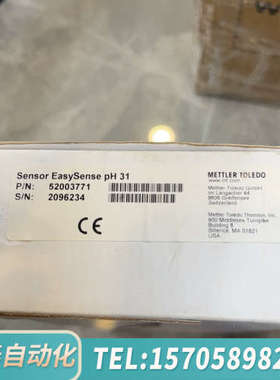 Sensor EasySense pH 31
P/N: 52003771
S/N: 2096234
CE
METTLER TOLEDO
Mettler Toledo GmbH
Im Langacher 44
8606 Greifensee
Switzerland
Mettler Toledo Thornton, Inc.
900 Middlesex Turnpike
Building 8
Billerica, MA 01821
USA
自动化
TEL:157058982